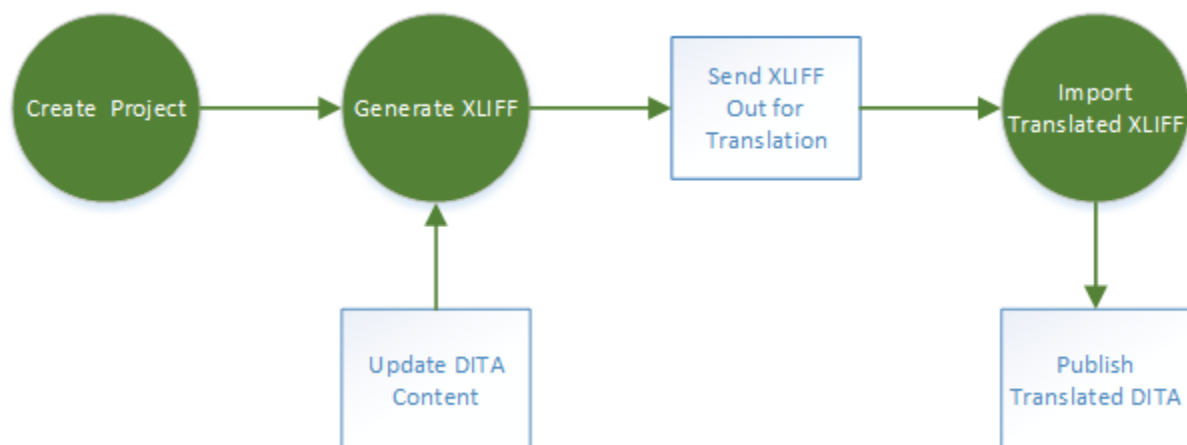 Create Project
Generate XLIFF
Send XLIFF
Out for
Translation
Import
Translated XLIFF
Update DITA
Content
Publish
Translated DITA